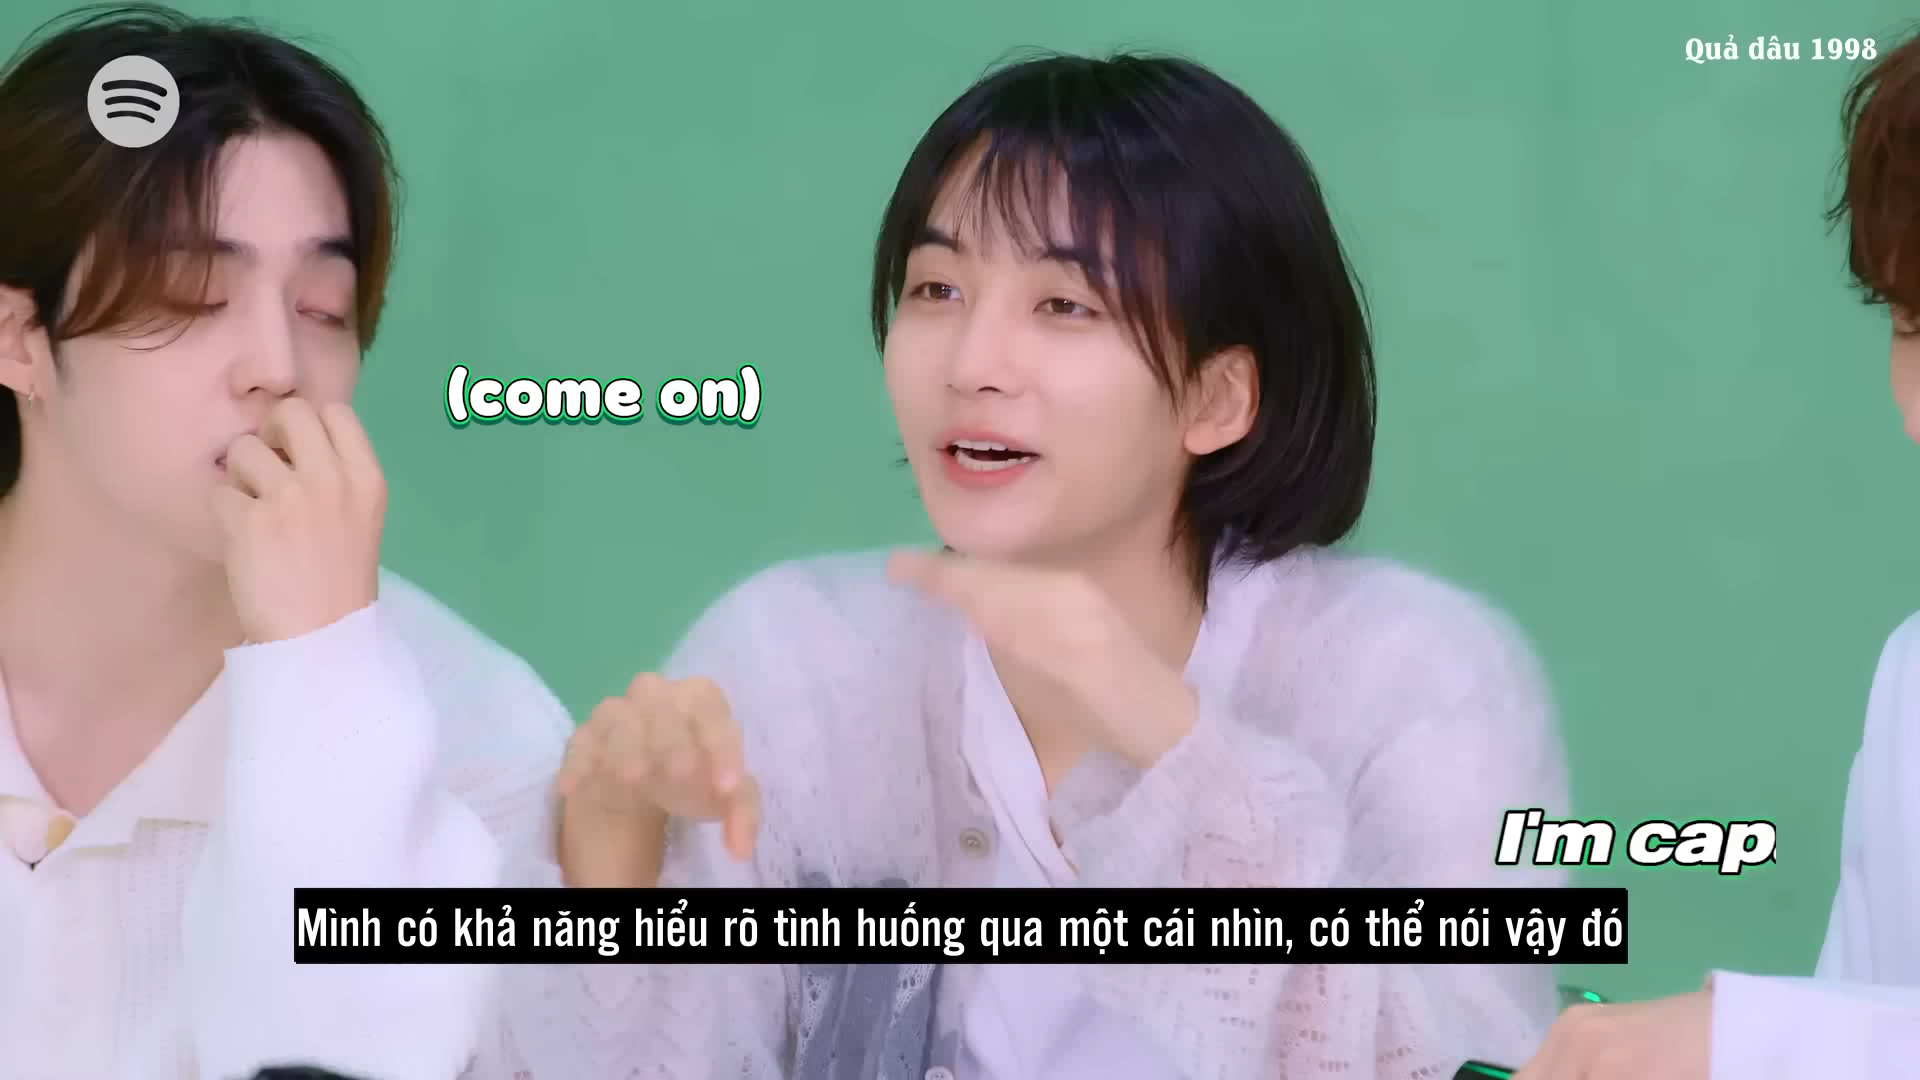 Quả dâu 1998
(come on)
I'm cap
Mình có khả năng hiểu rõ tình huống qua một cái nhìn, có thể nói vậy đó